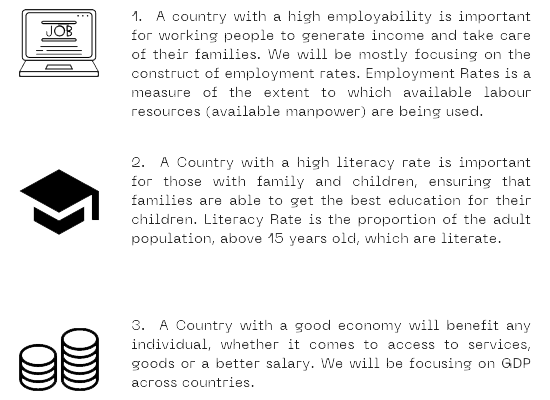 JOB
1. A country with a high employability is important
for working people to generate income and take care
of their families. We will be mostly focusing on the
construct of employment rates. Employment Rates is a
measure of the extent to which available labour
resources (available manpower) are being used.
2. A Country with a high literacy rate is important
for those with family and children, ensuring that
families are able to get the best education for their
children. Literacy Rate is the proportion of the adult
population, above 15 years old, which are literate.
3. A Country with a good economy will benefit any
individual, whether it comes to access to services,
goods or a better salary. We will be focusing on GDP
across countries.